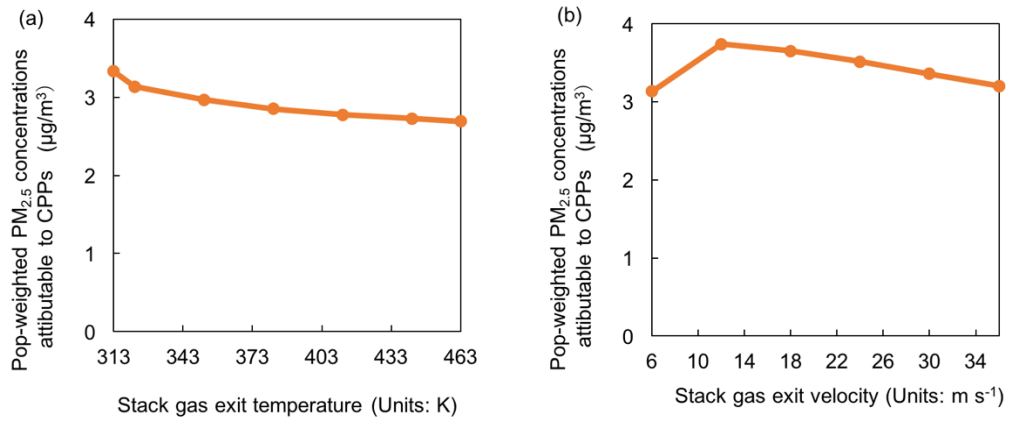 (a)
Pop-weighted PM2.5 concentrations
attibutable to CPPs (µg/m³)
4
3
2
1
0
313 343 373 403 433 463
Stack gas exit temperature (Units: K)
(b)
Pop-weighted PM2.5 concentrations
attibutable to CPPs (µg/m³)
4
3
2
1
0
6 10 14 18 22 26 30 34
Stack gas exit velocity (Units: m s⁻¹)